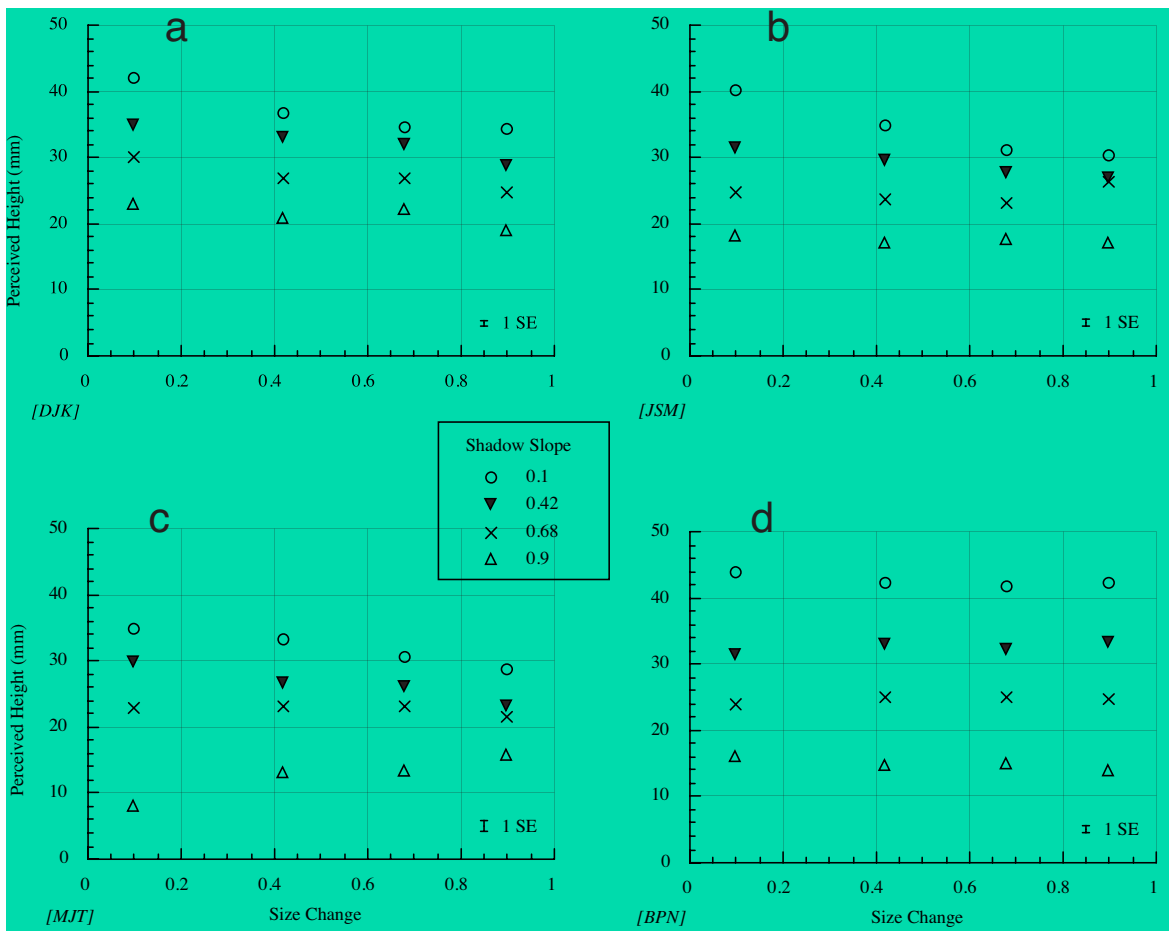 a
50
40
30
20
10
0
Perceived Height (mm)
1 SE
0 0.2 0.4 0.6 0.8 1
[DJK]
b
50
40
30
20
10
0
1 SE
0 0.2 0.4 0.6 0.8 1
[JSM]
Shadow Slope
0.1
0.42
0.68
0.9
c
50
40
30
20
10
0
Perceived Height (mm)
1 SE
0 0.2 0.4 0.6 0.8 1
[MJT] Size Change
d
50
40
30
20
10
0
1 SE
0 0.2 0.4 0.6 0.8 1
[BPN] Size Change